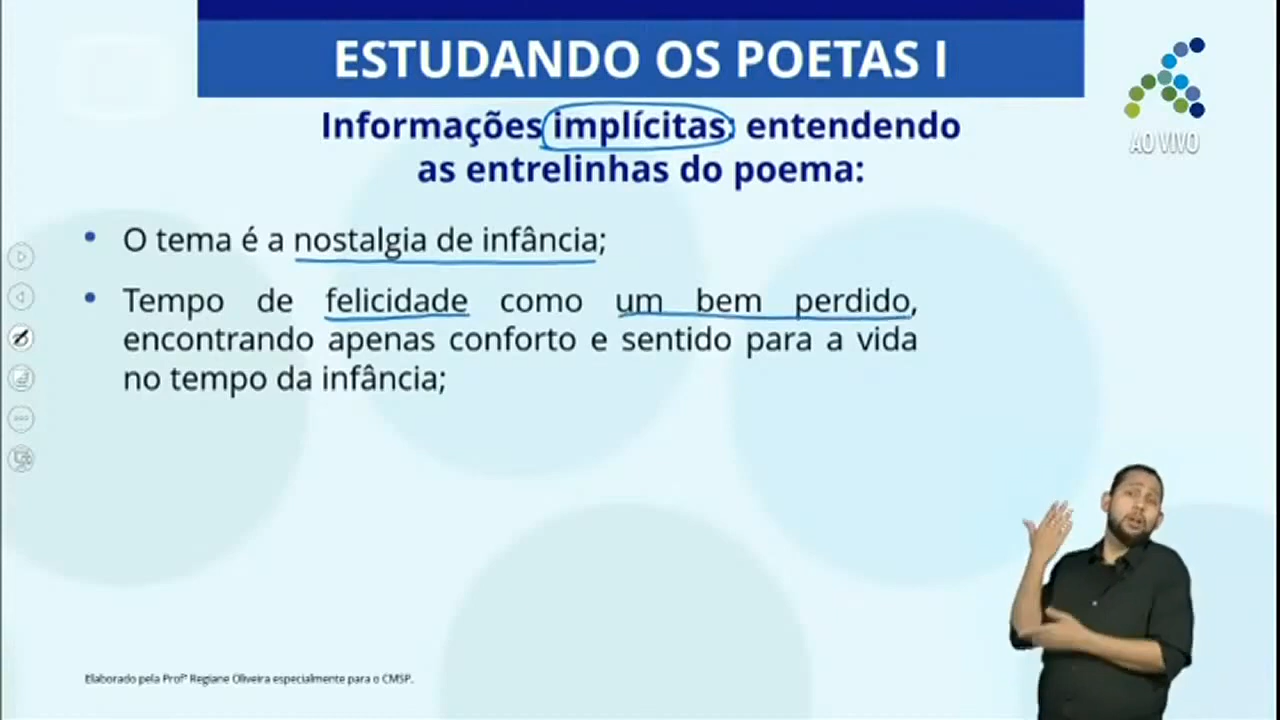 ESTUDANDO OS POETAS I
AO VIVO
Informações implícitas: entendendo
as entrelinhas do poema:
• O tema é a nostalgia de infância;
• Tempo de felicidade como um bem perdido,
encontrando apenas conforto e sentido para a vida
no tempo da infância;
Elaborado pela Profª Regiane Oliveira especialmente para o CMSP.